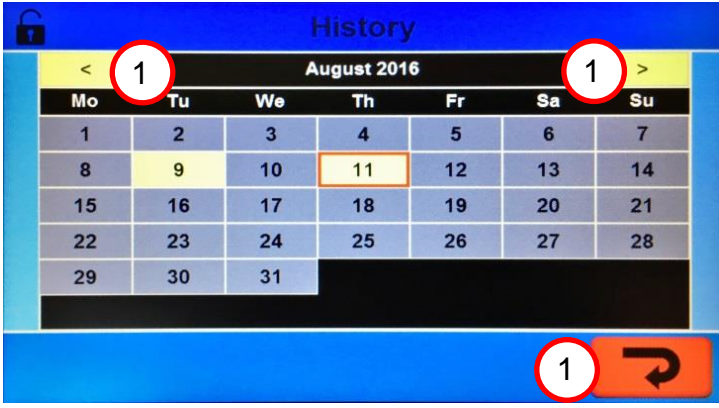 History
< 1 August 2016 1 >
Mo Tu We Th Fr Sa Su
1 2 3 4 5 6 7
8 9 10 11 12 13 14
15 16 17 18 19 20 21
22 23 24 25 26 27 28
29 30 31
1